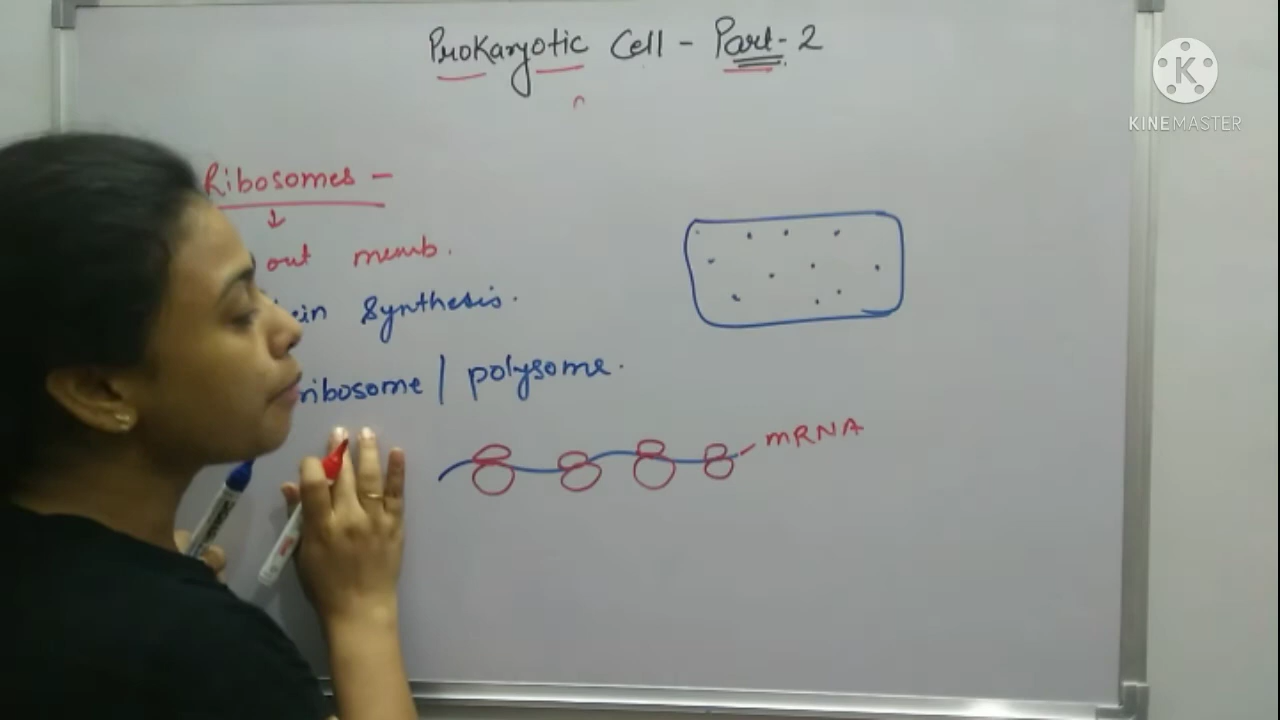 Prokaryotic Cell - Part-2
K
KINEMASTER
Ribosomes -
out memb.
Synthesis.
ribosome | polysome.
mRNA